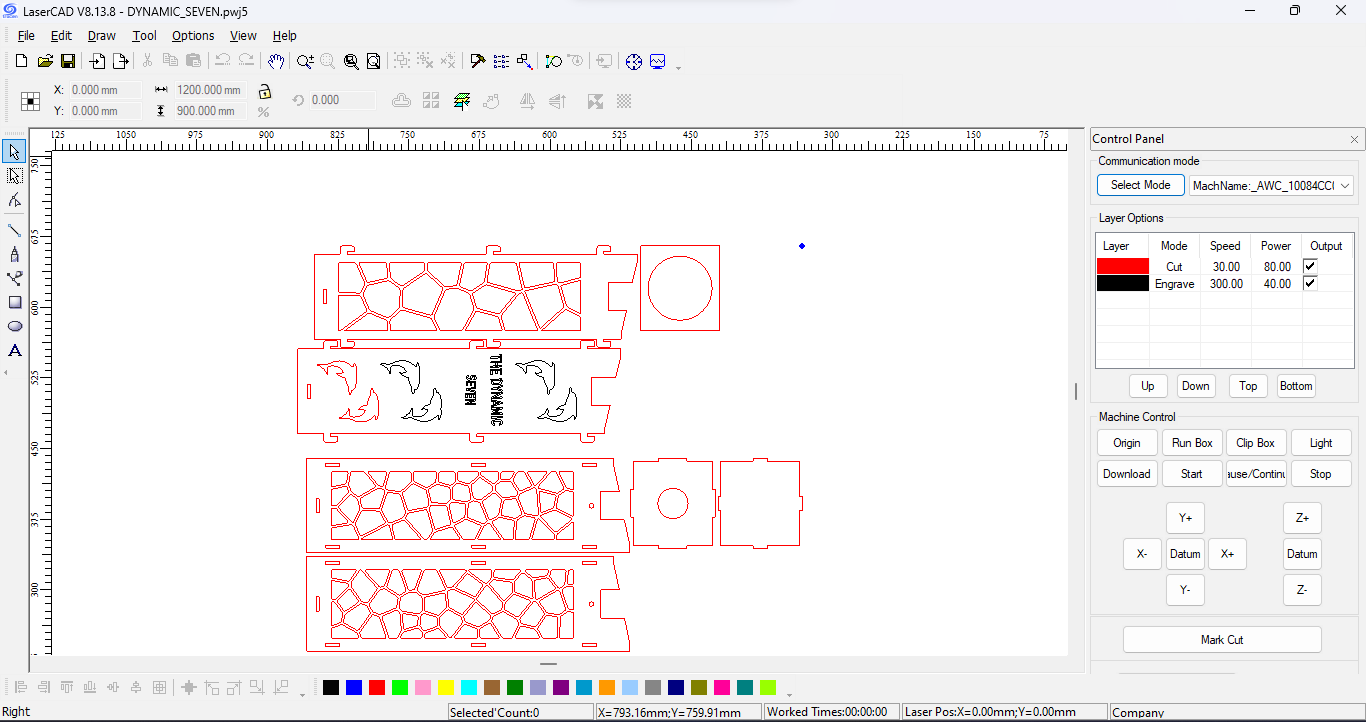 LaserCAD V8.13.8 - DYNAMIC_SEVEN.pwj5
File Edit Draw Tool Options View Help
X: 0.000 mm 1200.000 mm 0.000
Y: 0.000 mm 900.000 mm %
125 1050 975 900 825 750 675 600 525 450 375 300 225 150 75
750
675
600
525
450
375
300
THE DYNAMIC
SEVEN
Control Panel
Communication mode
Select Mode MachName:_AWC_10084CC(
Layer Options
Layer Mode Speed Power Output
Cut 30.00 80.00
Engrave 300.00 40.00
Up Down Top Bottom
Machine Control
Origin Run Box Clip Box Light
Download Start ause/Continu Stop
Y+ Z+
X- Datum X+ Datum
Y- Z-
Mark Cut
Right Selected'Count:0 X=793.16mm;Y=759.91mm Worked Times:00:00:00 Laser Pos:X=0.00mm;Y=0.00mm Company